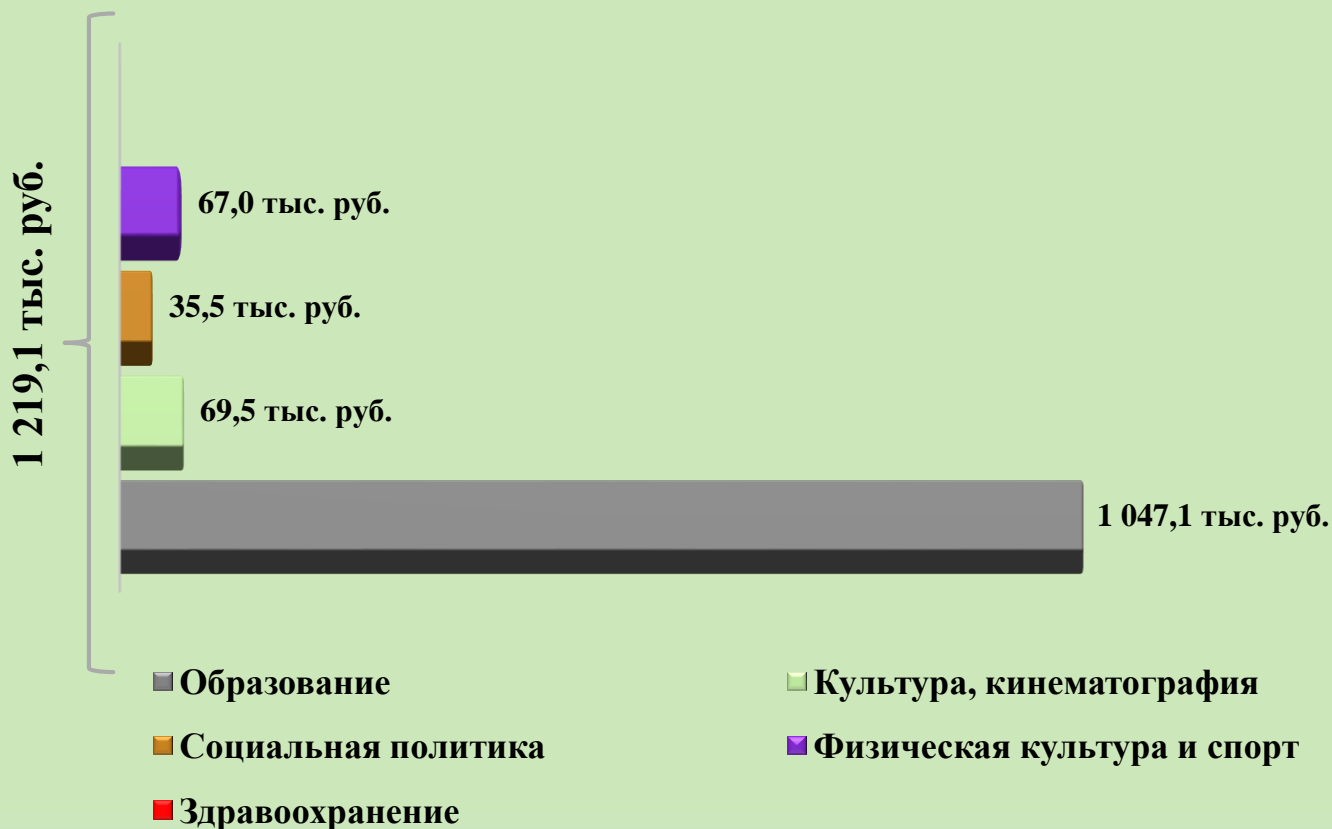 1 219,1 тыс. руб.
67,0 тыс. руб.
35,5 тыс. руб.
69,5 тыс. руб.
1 047,1 тыс. руб.
Образование
Культура, кинематография
Социальная политика
Физическая культура и спорт
Здравоохранение